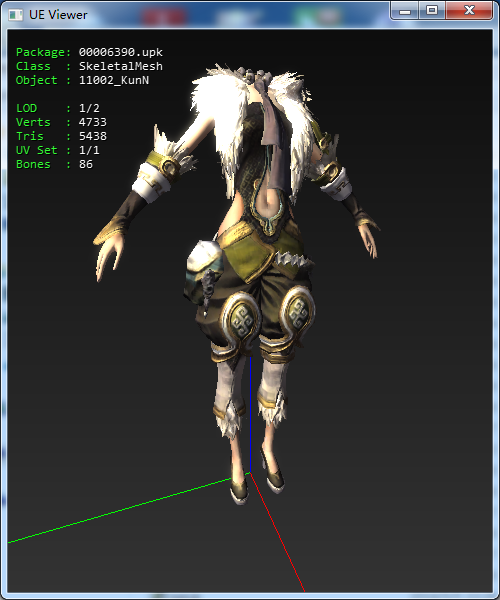 UE Viewer
Package: 00006390.upk
Class : SkeletalMesh
Object : 11002_KunN
LOD : 1/2
Verts : 4733
Tris : 5438
UV Set : 1/1
Bones : 86